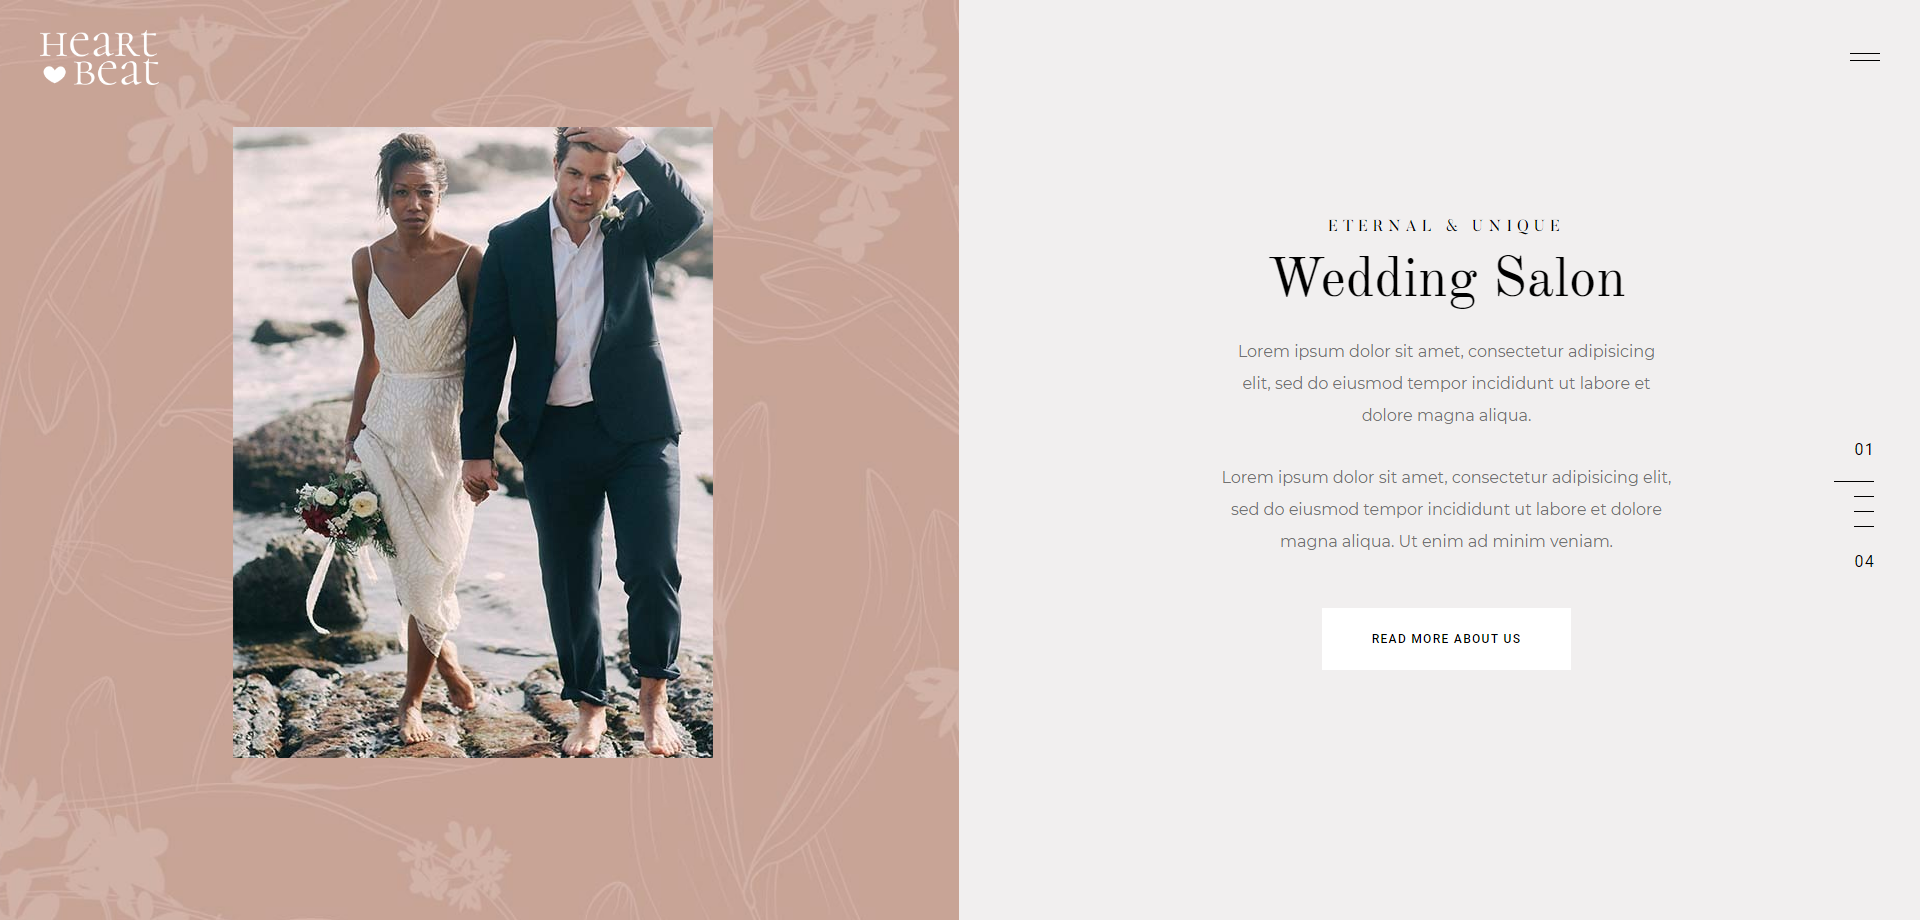 Heart
Beat
ETERNAL & UNIQUE
Wedding Salon
Lorem ipsum dolor sit amet, consectetur adipisicing
elit, sed do eiusmod tempor incididunt ut labore et
dolore magna aliqua.
Lorem ipsum dolor sit amet, consectetur adipisicing elit,
sed do eiusmod tempor incididunt ut labore et dolore
magna aliqua. Ut enim ad minim veniam.
READ MORE ABOUT US
01
04